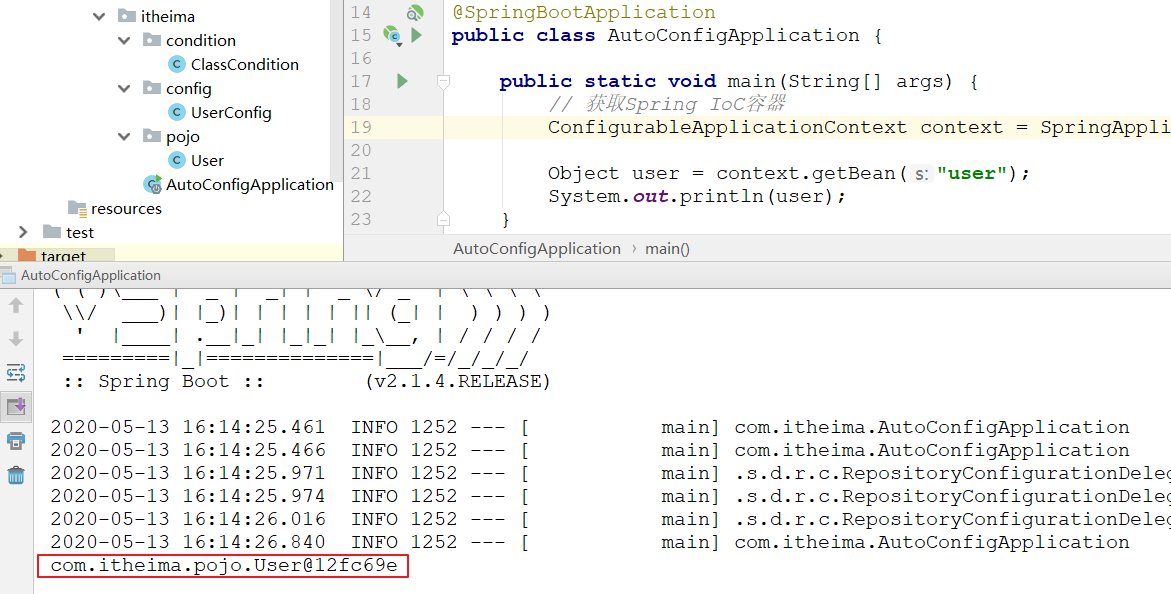 itheima
condition
ClassCondition
config
UserConfig
pojo
User
AutoConfigApplication
resources
test
target
14 @SpringBootApplication
15 public class AutoConfigApplication {
16
17 public static void main(String[] args) {
18 // 获取Spring IoC容器
19 ConfigurableApplicationContext context = SpringAppli
20
21 Object user = context.getBean( s: "user");
22 System.out.println(user);
23 }
AutoConfigApplication › main()
AutoConfigApplication
( ( )\___ | '_ | '_| | '_ \/ _` | \ \ \ \
\\/  ___)| |_)| | | | | || (_| |  ) ) ) )
'  |____| .__|_| |_|_| |_\__, | / / / /
=========|_|==============|___/=/_/_/_/
:: Spring Boot ::        (v2.1.4.RELEASE)
2020-05-13 16:14:25.461  INFO 1252 --- [           main] com.itheima.AutoConfigApplication
2020-05-13 16:14:25.466  INFO 1252 --- [           main] com.itheima.AutoConfigApplication
2020-05-13 16:14:25.971  INFO 1252 --- [           main] .s.d.r.c.RepositoryConfigurationDeleg
2020-05-13 16:14:25.974  INFO 1252 --- [           main] .s.d.r.c.RepositoryConfigurationDeleg
2020-05-13 16:14:26.016  INFO 1252 --- [           main] .s.d.r.c.RepositoryConfigurationDeleg
2020-05-13 16:14:26.840  INFO 1252 --- [           main] com.itheima.AutoConfigApplication
com.itheima.pojo.User@12fc69e